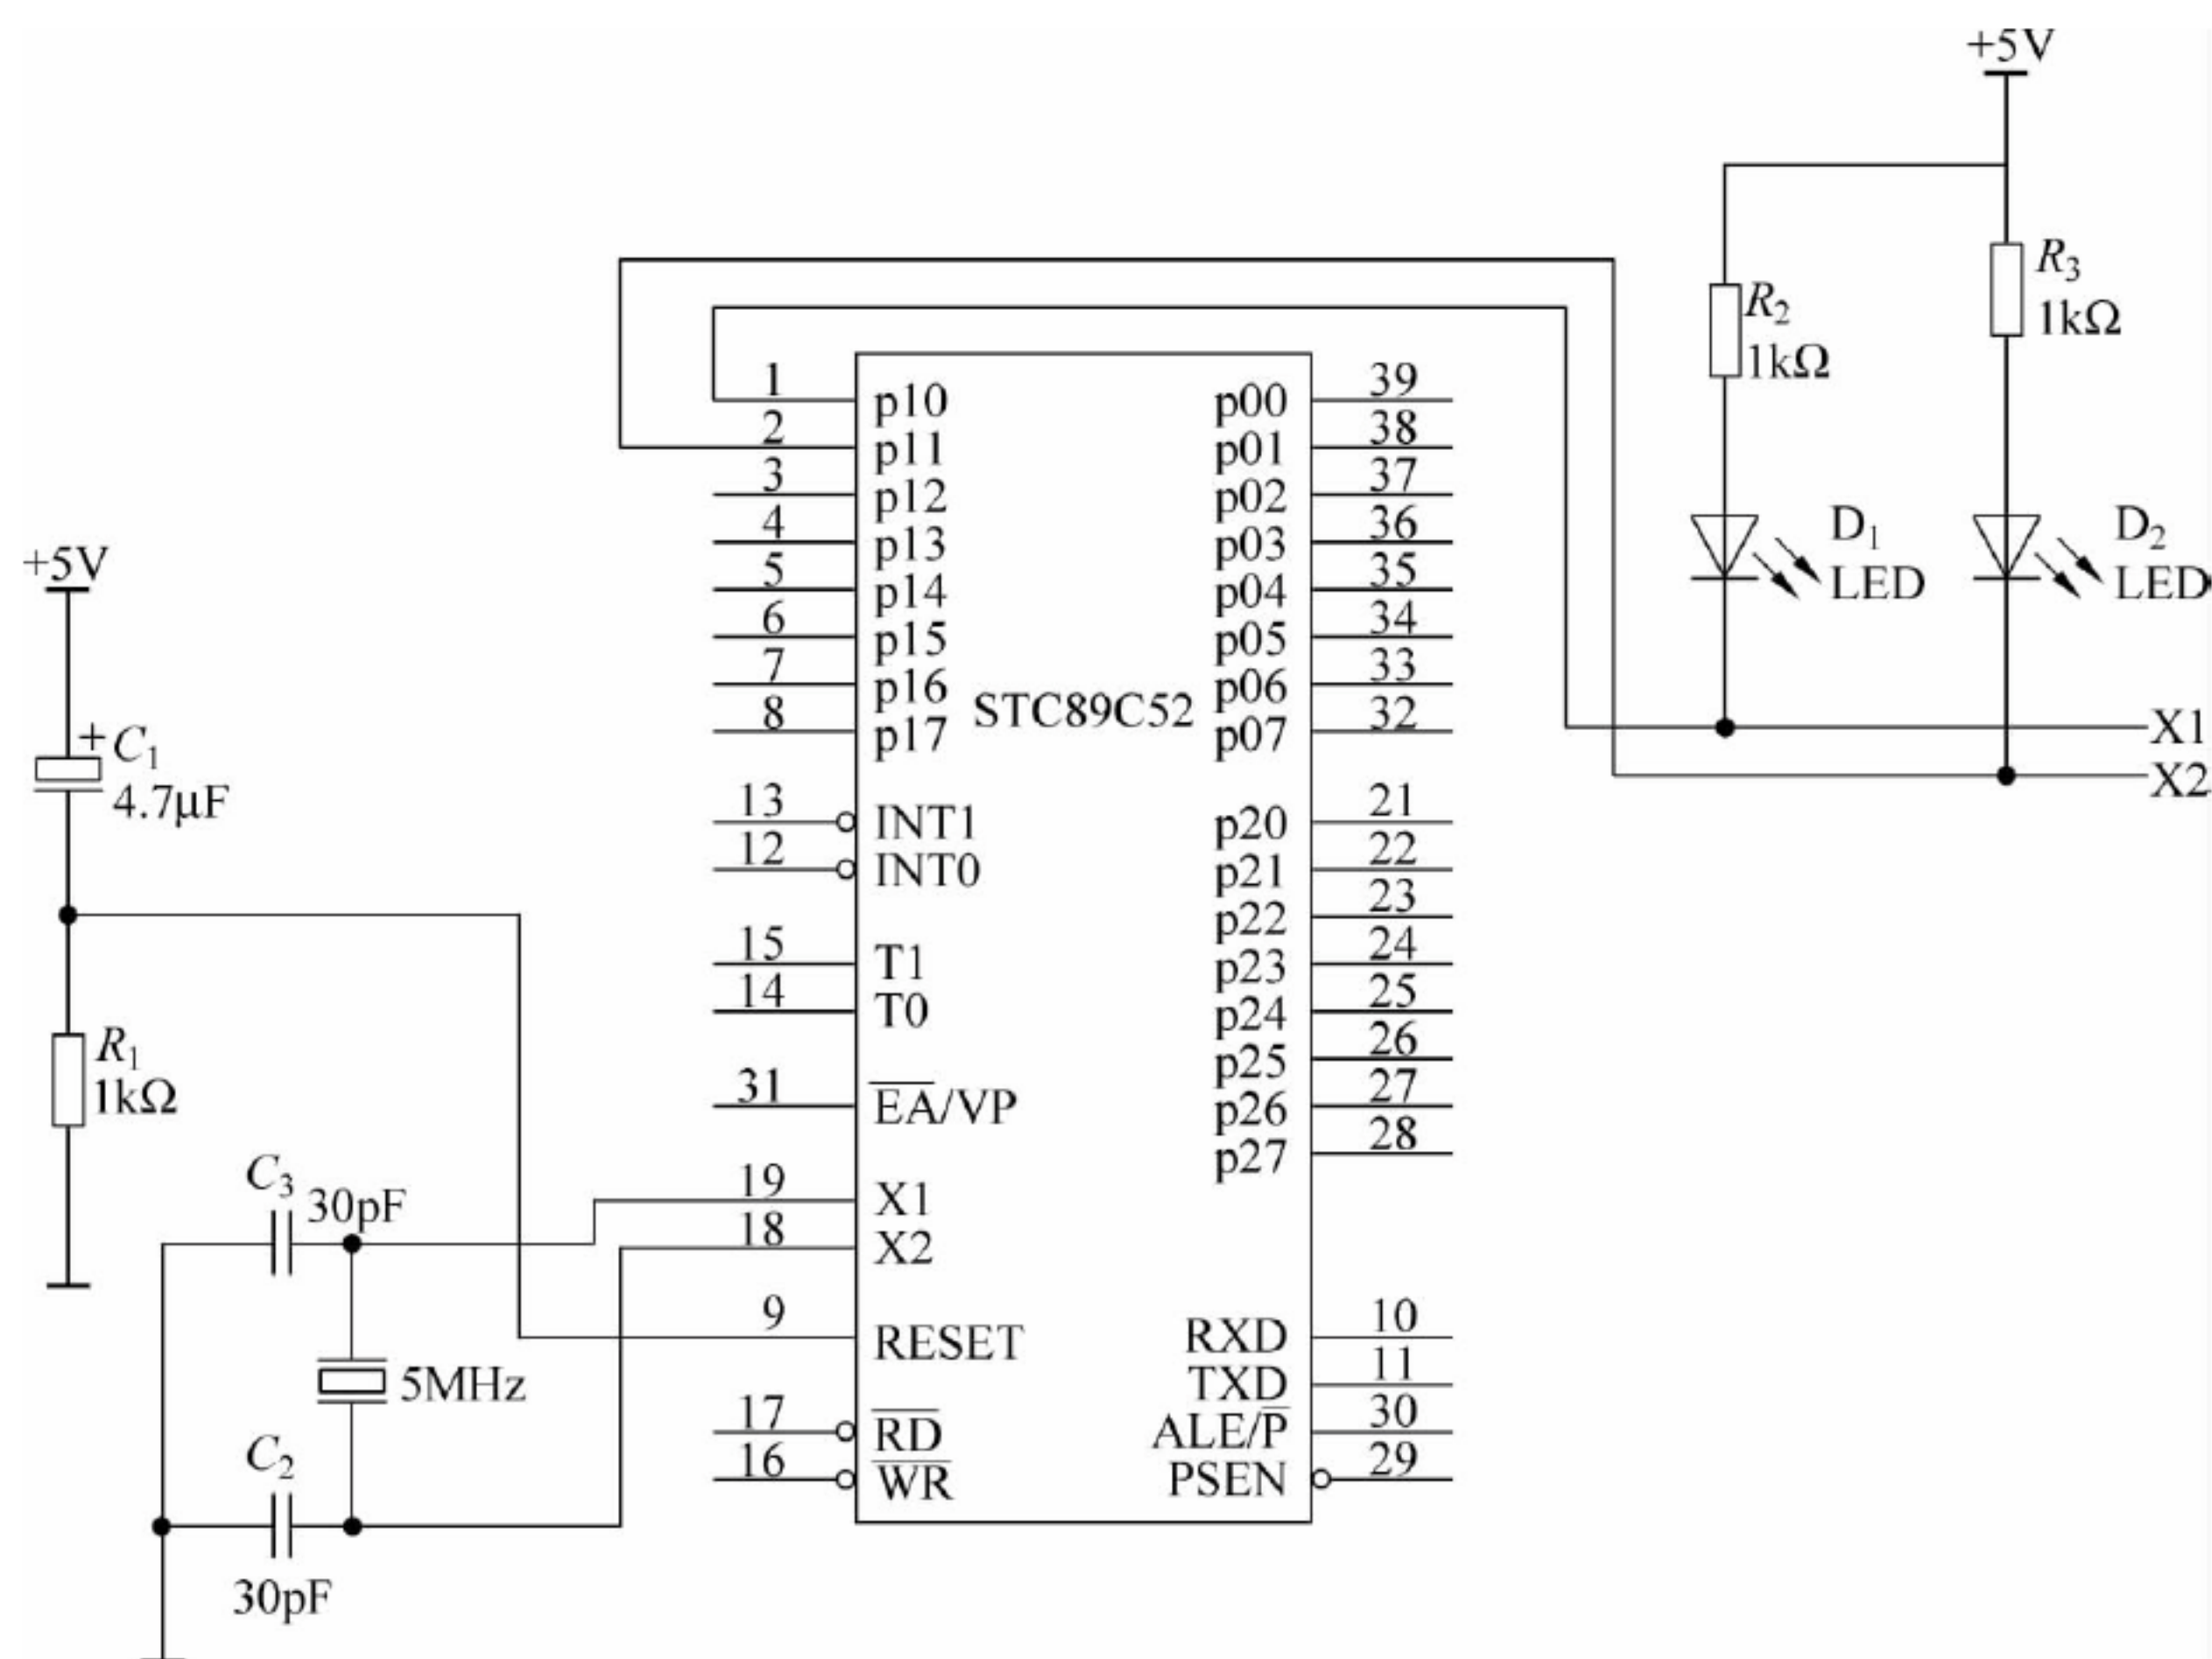 +5V
R3
1kΩ
R2
1kΩ
1 p10 p00 39
2 p11 p01 38
3 p12 p02 37
4 p13 p03 36
5 p14 p04 35
6 p15 p05 34
7 p16 p06 33
8 p17 p07 32
STC89C52
D1
LED
D2
LED
X1
X2
+5V
+ C1
4.7μF
13 INT1 p20 21
12 INT0 p21 22
p22 23
15 T1 p23 24
14 T0 p24 25
p25 26
31 E̅A̅/VP p26 27
p27 28
R1
1kΩ
C3 30pF
19 X1
18 X2
9 RESET RXD 10
TXD 11
5MHz
17 R̅D̅ ALE/P̅ 30
16 W̅R̅ PSEN 29
C2
30pF